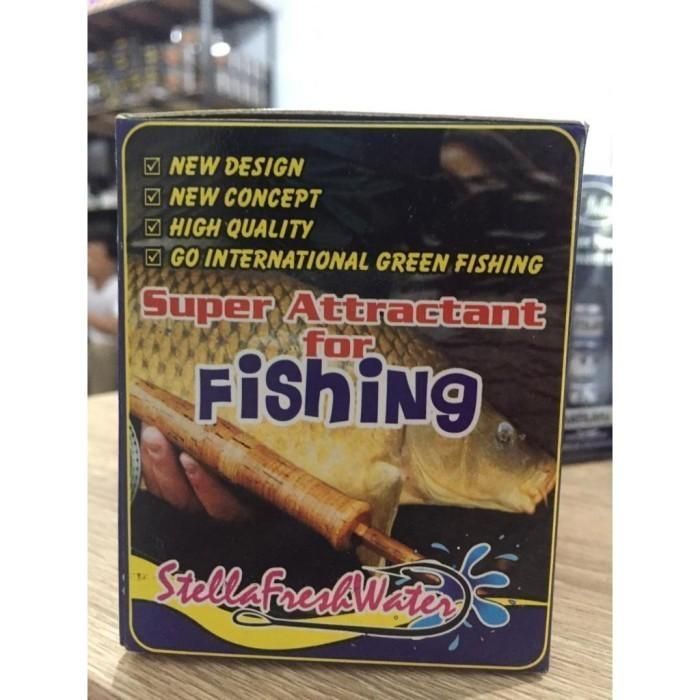 NEW DESIGN
NEW CONCEPT
HIGH QUALITY
GO INTERNATIONAL GREEN FISHING
Super Attractant
for
FiSHiNg
StellaFreshWater